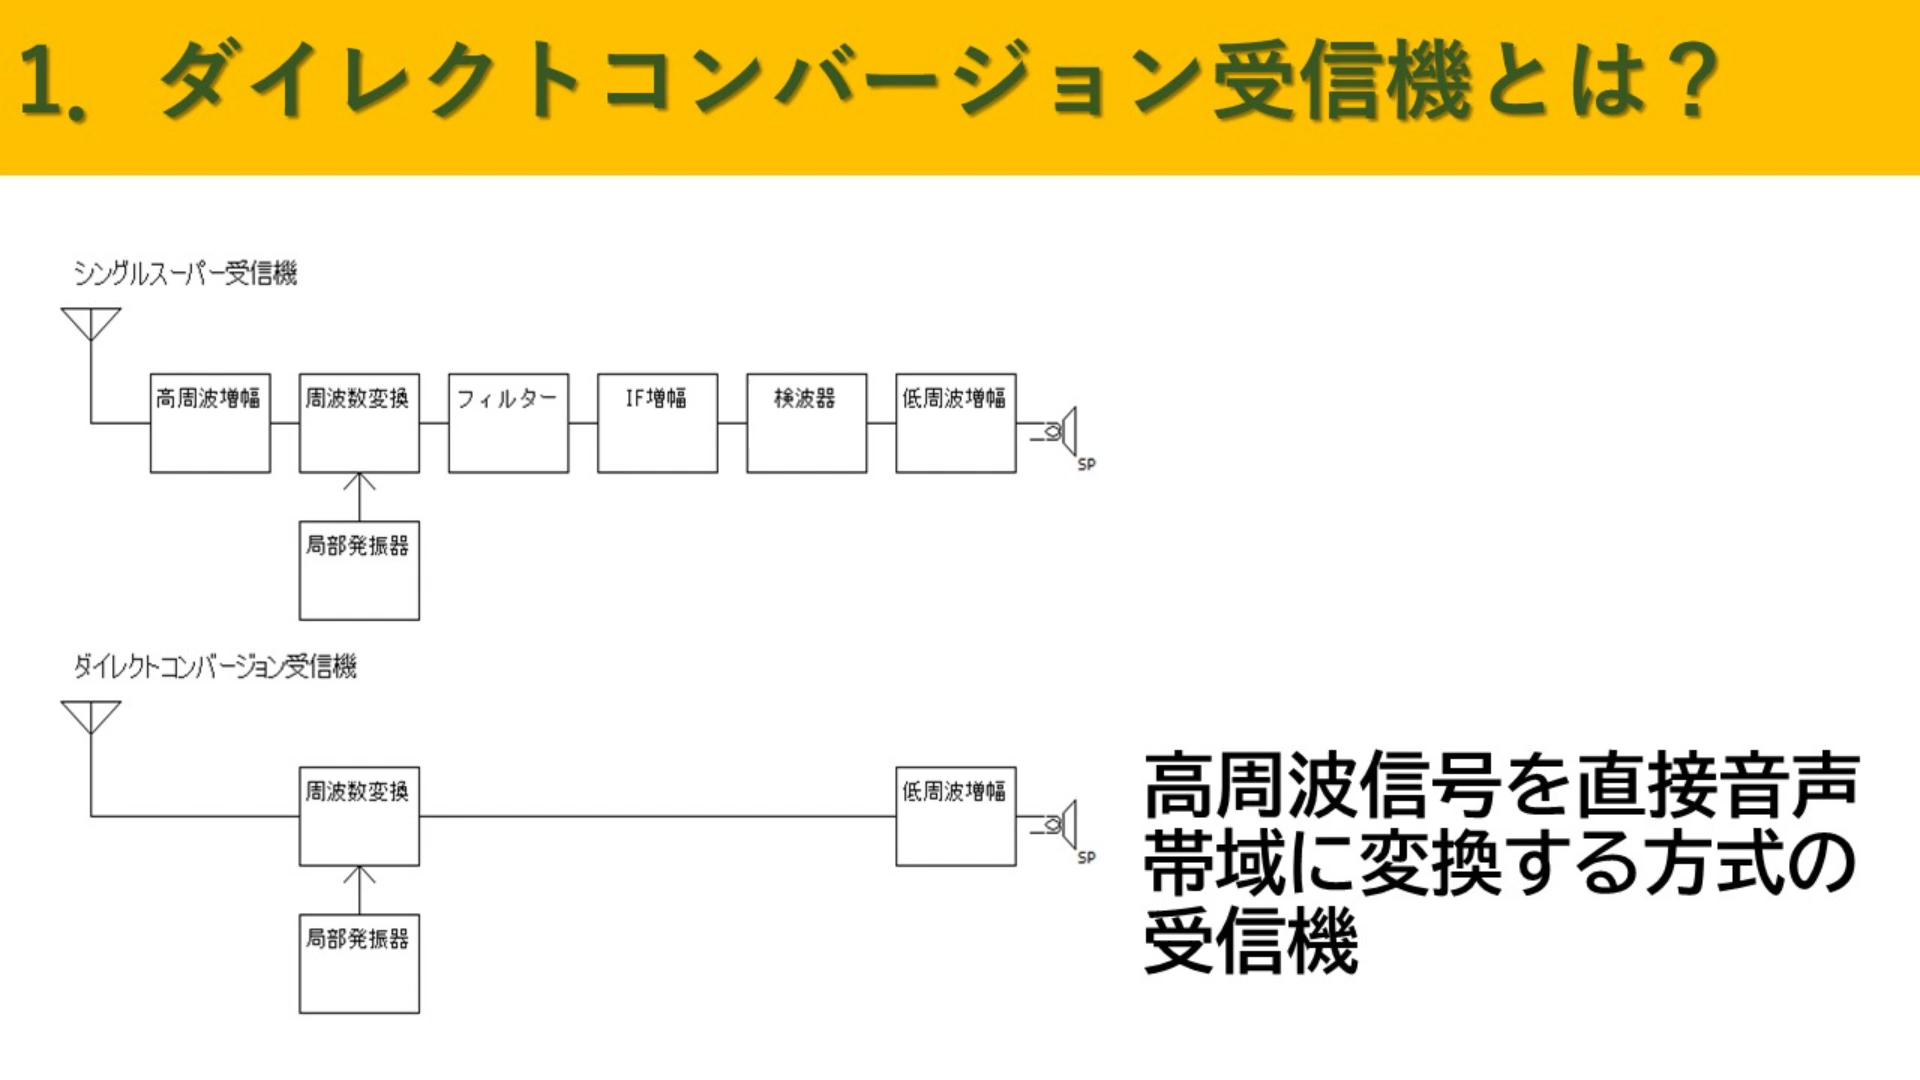 1. ダイレクトコンバージョン受信機とは？
シングルスーパー受信機
高周波増幅
周波数変換
フィルター
IF増幅
検波器
低周波増幅
SP
局部発振器
ダイレクトコンバージョン受信機
周波数変換
低周波増幅
SP
局部発振器
高周波信号を直接音声
帯域に変換する方式の
受信機